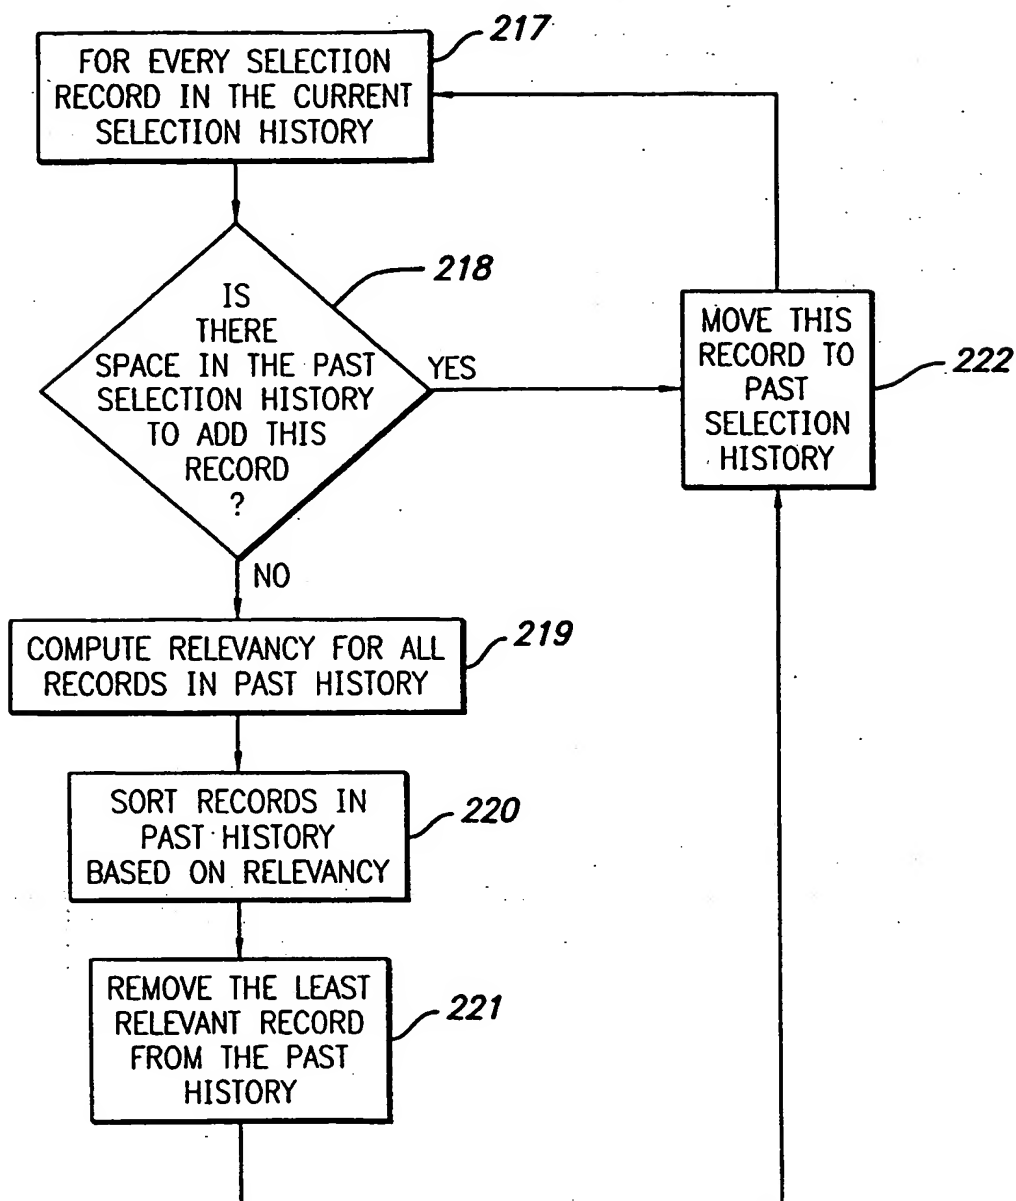 217
FOR EVERY SELECTION
RECORD IN THE CURRENT
SELECTION HISTORY
218
IS
THERE
SPACE IN THE PAST
SELECTION HISTORY
TO ADD THIS
RECORD
?
YES
MOVE THIS
RECORD TO
PAST
SELECTION
HISTORY
222
NO
219
COMPUTE RELEVANCY FOR ALL
RECORDS IN PAST HISTORY
220
SORT RECORDS IN
PAST HISTORY
BASED ON RELEVANCY
221
REMOVE THE LEAST
RELEVANT RECORD
FROM THE PAST
HISTORY